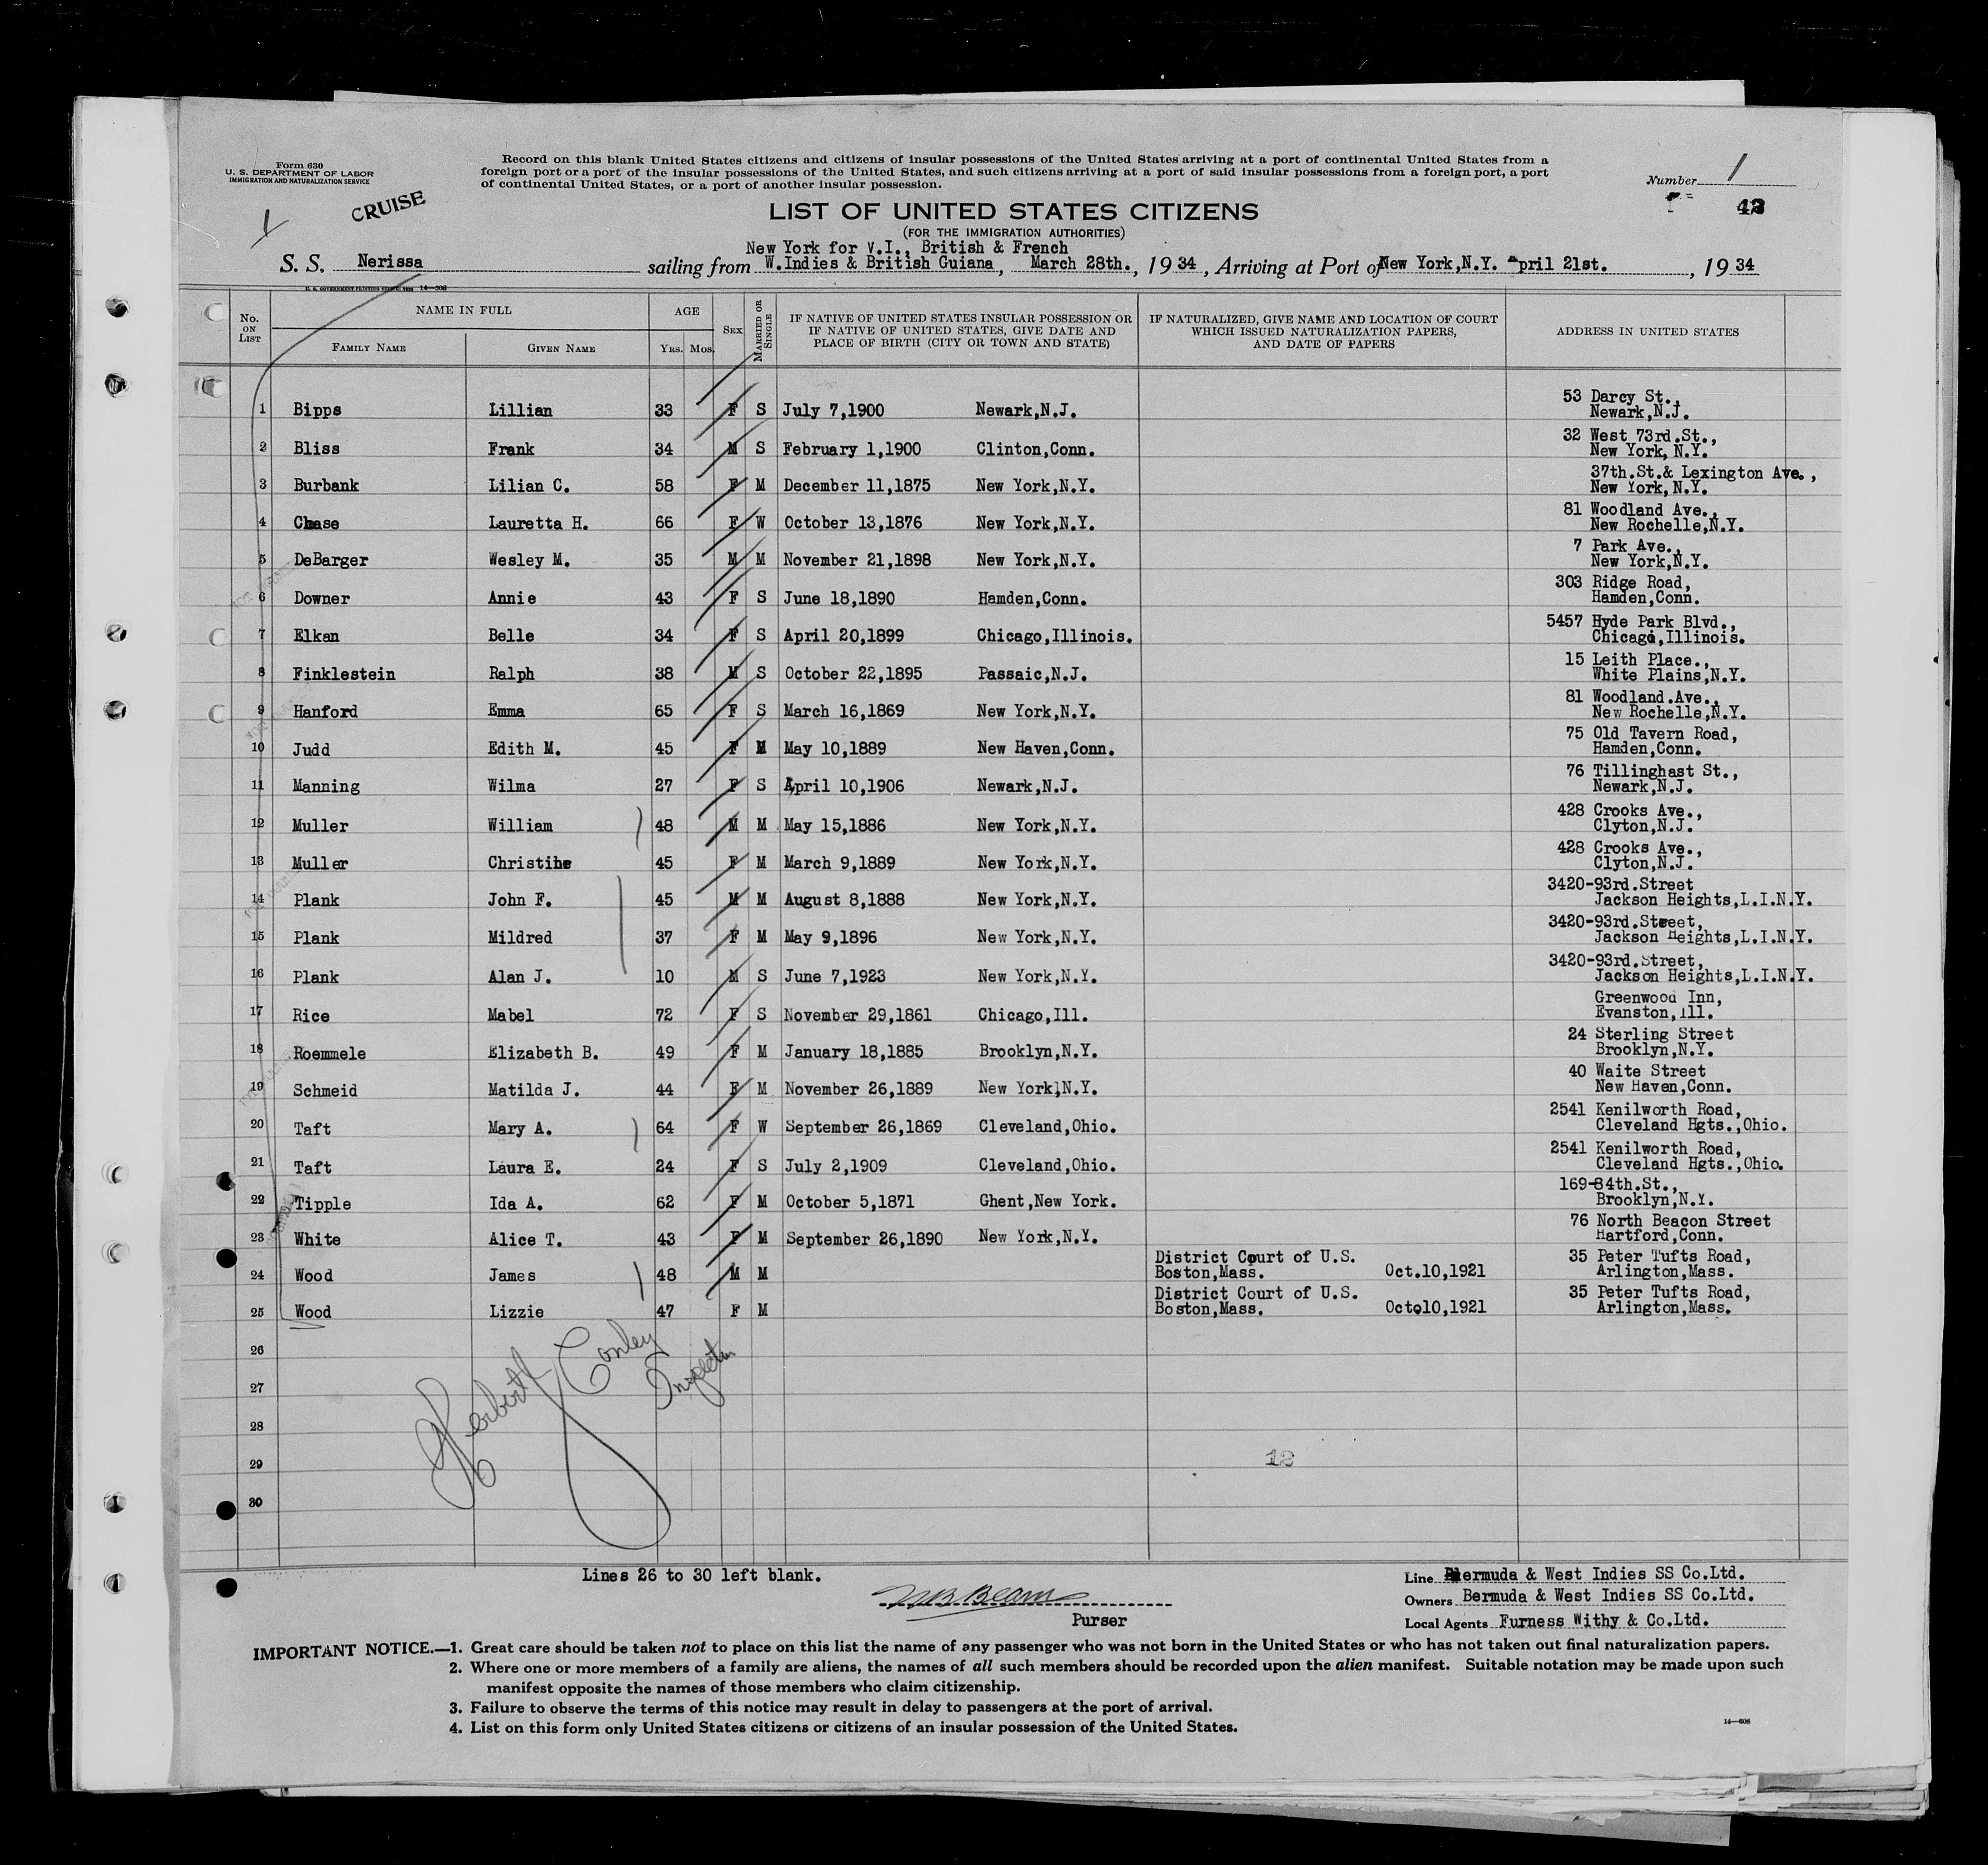 Form 630
U. S. DEPARTMENT OF LABOR
IMMIGRATION AND NATURALIZATION SERVICE
CRUISE
Record on this blank United States citizens and citizens of insular possessions of the United States arriving at a port of continental United States from a
foreign port or a port of the insular possessions of the United States, and such citizens arriving at a port of said insular possessions from a foreign port, a port
of continental United States, or a port of another insular possession.
Number 1
LIST OF UNITED STATES CITIZENS
(FOR THE IMMIGRATION AUTHORITIES)
New York for V.I., British & French
S. S. Nerissa sailing from W.Indies & British Guiana, March 28th., 1934, Arriving at Port of New York,N.Y. April 21st., 1934
No. ON LIST NAME IN FULL AGE SEX MARRIED OR SINGLE IF NATIVE OF UNITED STATES INSULAR POSSESSION OR IF NATIVE OF UNITED STATES, GIVE DATE AND PLACE OF BIRTH (CITY OR TOWN AND STATE) IF NATURALIZED, GIVE NAME AND LOCATION OF COURT WHICH ISSUED NATURALIZATION PAPERS, AND DATE OF PAPERS ADDRESS IN UNITED STATES
FAMILY NAME GIVEN NAME YRS. MOS.
1 Bipps Lillian 33 F S July 7,1900 Newark,N.J. 53 Darcy St., Newark,N.J.
2 Bliss Frank 34 M S February 1,1900 Clinton,Conn. 32 West 73rd.St., New York, N.Y.
3 Burbank Lilian C. 58 F M December 11,1875 New York,N.Y. 37th.St.& Lexington Ave., New York, N.Y.
4 Chase Lauretta H. 66 F W October 13,1876 New York,N.Y. 81 Woodland Ave., New Rochelle,N.Y.
5 DeBarger Wesley M. 35 M M November 21,1898 New York,N.Y. 7 Park Ave., New York,N.Y.
6 Downer Annie 43 F S June 18,1890 Hamden,Conn. 303 Ridge Road, Hamden,Conn.
7 Elkan Belle 34 F S April 20,1899 Chicago,Illinois. 5457 Hyde Park Blvd., Chicago,Illinois.
8 Finklestein Ralph 38 M S October 22,1895 Passaic,N.J. 15 Leith Place., White Plains,N.Y.
9 Hanford Emma 65 F S March 16,1869 New York,N.Y. 81 Woodland.Ave., New Rochelle,N.Y.
10 Judd Edith M. 45 F M May 10,1889 New Haven,Conn. 75 Old Tavern Road, Hamden,Conn.
11 Manning Wilma 27 F S April 10,1906 Newark,N.J. 76 Tillinghast St., Newark,N.J.
12 Muller William 48 M M May 15,1886 New York,N.Y. 428 Crooks Ave., Clyton,N.J.
13 Muller Christine 45 F M March 9,1889 New York,N.Y. 428 Crooks Ave., Clyton,N.J.
14 Plank John F. 45 M M August 8,1888 New York,N.Y. 3420-93rd.Street Jackson Heights,L.I.N.Y.
15 Plank Mildred 37 F M May 9,1896 New York,N.Y. 3420-93rd.Street, Jackson Heights,L.I.N.Y.
16 Plank Alan J. 10 M S June 7,1923 New York,N.Y. 3420-93rd.Street, Jackson Heights,L.I.N.Y.
17 Rice Mabel 72 F S November 29,1861 Chicago,Ill. Greenwood Inn, Evanston,ill.
18 Roemmele Elizabeth B. 49 F M January 18,1885 Brooklyn,N.Y. 24 Sterling Street Brooklyn,N.Y.
19 Schmeid Matilda J. 44 F M November 26,1889 New York,N.Y. 40 Waite Street New Haven,Conn.
20 Taft Mary A. 64 F W September 26,1869 Cleveland,Ohio. 2541 Kenilworth Road, Cleveland Hgts.,Ohio.
21 Taft Laura E. 24 F S July 2,1909 Cleveland,Ohio. 2541 Kenilworth Road, Cleveland Hgts.,Ohio.
22 Tipple Ida A. 62 F M October 5,1871 Ghent,New York. 169-84th.St., Brooklyn,N.Y.
23 White Alice T. 43 F M September 26,1890 New York,N.Y. 76 North Beacon Street Hartford,Conn.
24 Wood James 48 M M District Court of U.S. Boston,Mass. Oct.10,1921 35 Peter Tufts Road, Arlington,Mass.
25 Wood Lizzie 47 F M District Court of U.S. Boston,Mass. Oct.10,1921 35 Peter Tufts Road, Arlington,Mass.
26
27
28
29
30
Herbert J Conley
Inspector
12
Lines 26 to 30 left blank.
Purser
Line Bermuda & West Indies SS Co.Ltd.
Owners Bermuda & West Indies SS Co.Ltd.
Local Agents Furness Withy & Co.Ltd.
IMPORTANT NOTICE.—1. Great care should be taken not to place on this list the name of any passenger who was not born in the United States or who has not taken out final naturalization papers.
2. Where one or more members of a family are aliens, the names of all such members should be recorded upon the alien manifest. Suitable notation may be made upon such
manifest opposite the names of those members who claim citizenship.
3. Failure to observe the terms of this notice may result in delay to passengers at the port of arrival.
4. List on this form only United States citizens or citizens of an insular possession of the United States.